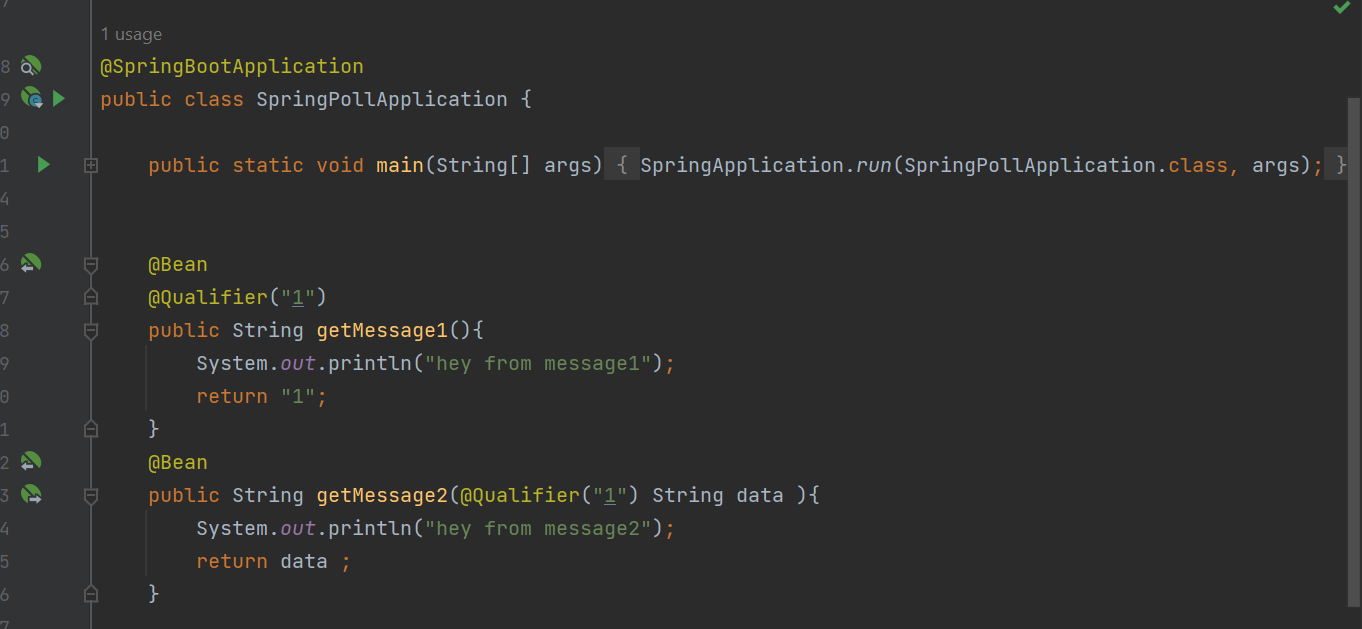 7
1 usage
8 @SpringBootApplication
9 public class SpringPollApplication {
0
1 public static void main(String[] args) { SpringApplication.run(SpringPollApplication.class, args); }
4
5
6 @Bean
7 @Qualifier("1")
8 public String getMessage1(){
9 System.out.println("hey from message1");
0 return "1";
1 }
2 @Bean
3 public String getMessage2(@Qualifier("1") String data ){
4 System.out.println("hey from message2");
5 return data ;
6 }
7